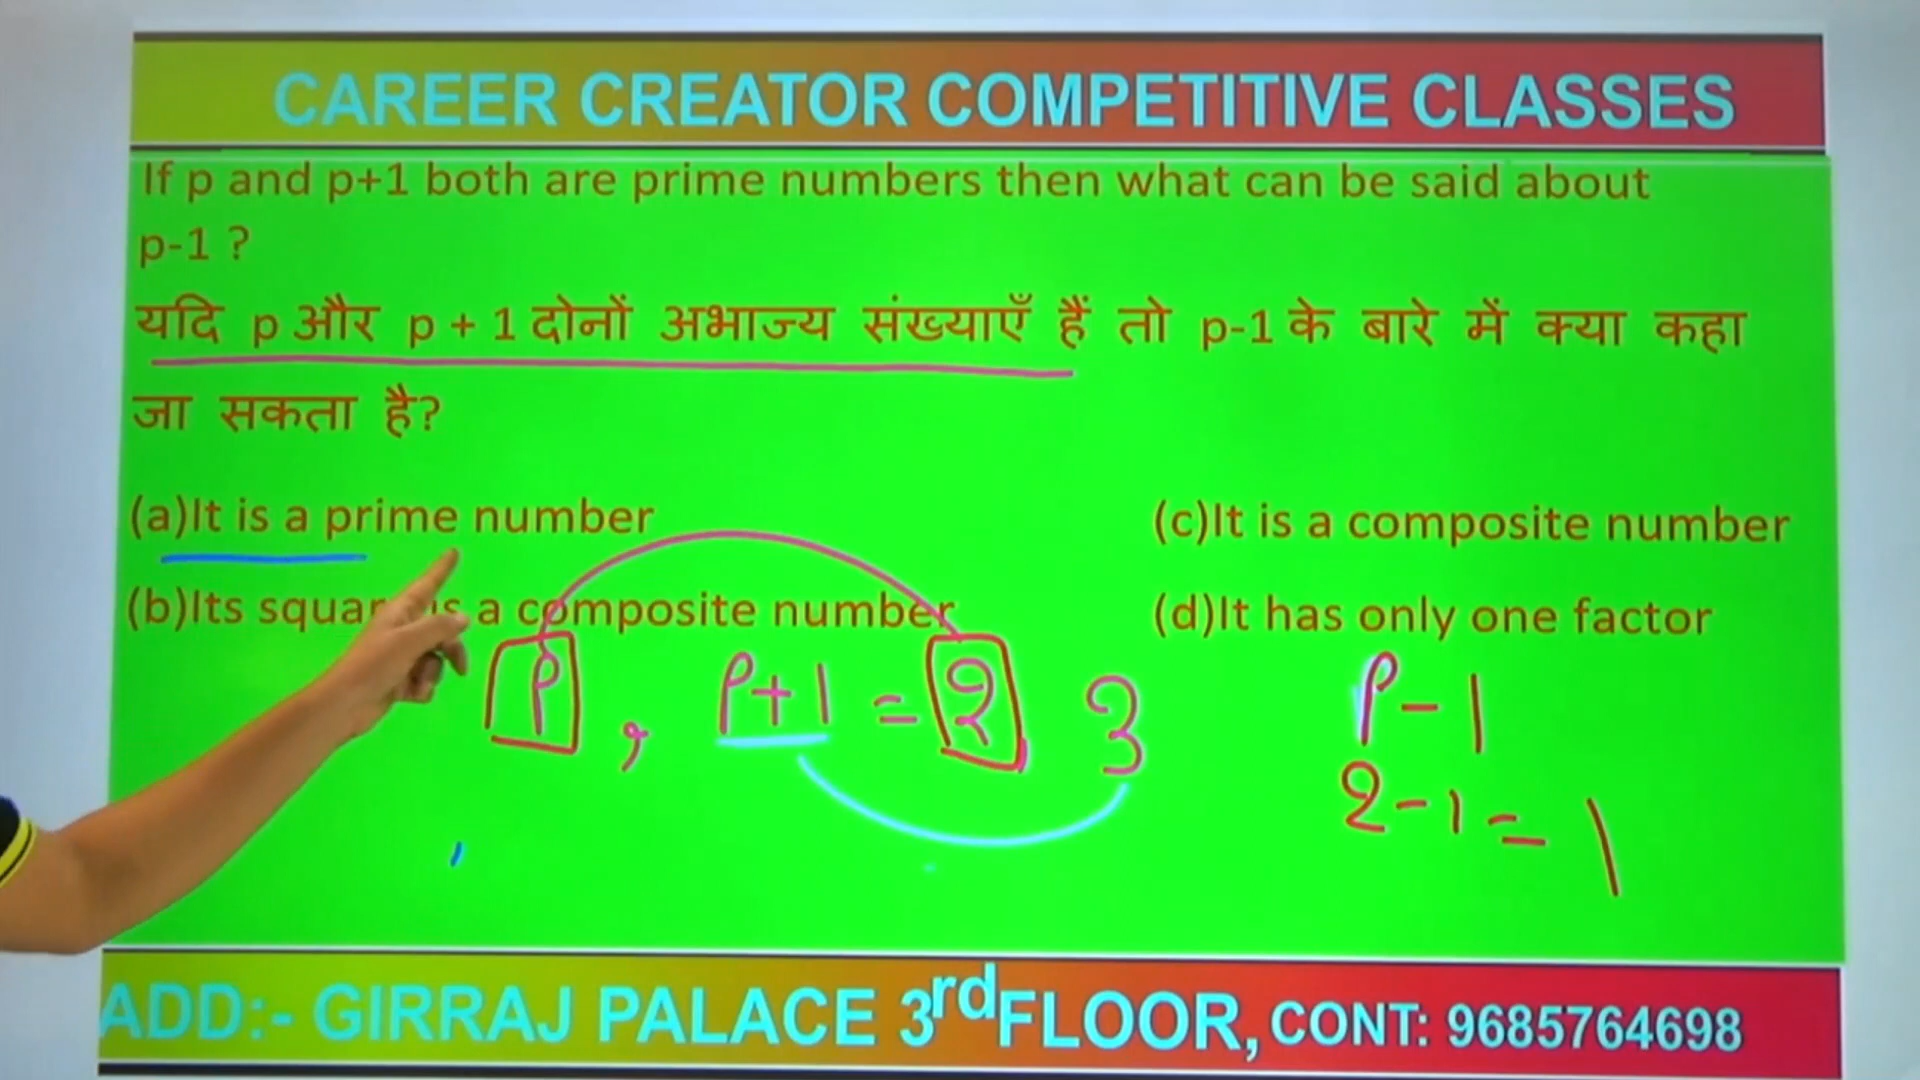 CAREER CREATOR COMPETITIVE CLASSES
If p and p+1 both are prime numbers then what can be said about
p-1 ?
यदि p और p + 1 दोनों अभाज्य संख्याएँ हैं तो p-1 के बारे में क्या कहा
जा सकता है?
(a)It is a prime number
(c)It is a composite number
(b)Its a composite number
(d)It has only one factor
p , p+1 = 2 3
p-1
2-1=1
ADD:- GIRRAJ PALACE 3rd FLOOR, CONT: 9685764698